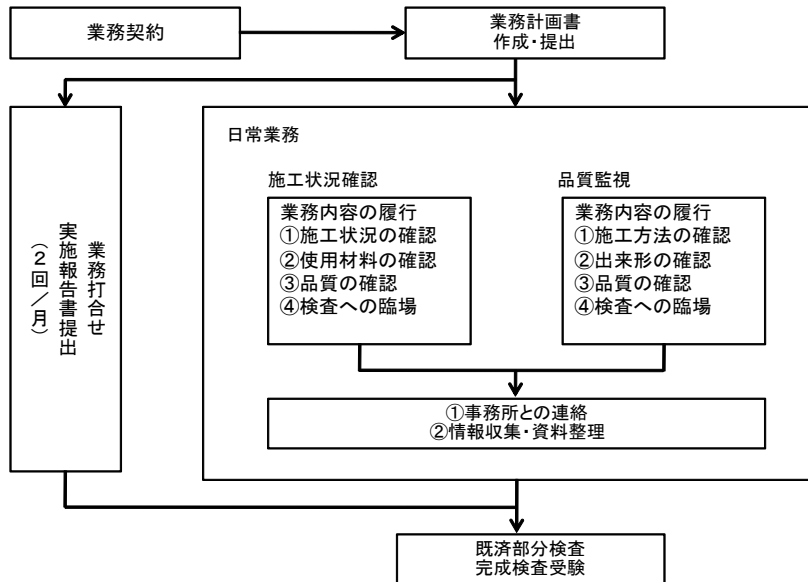 業務契約
業務計画書
作成・提出
業務打合せ
実施報告書提出
（２回／月）
日常業務
施工状況確認
業務内容の履行
①施工状況の確認
②使用材料の確認
③品質の確認
④検査への臨場
品質監視
業務内容の履行
①施工方法の確認
②出来形の確認
③品質の確認
④検査への臨場
①事務所との連絡
②情報収集・資料整理
既済部分検査
完成検査受験